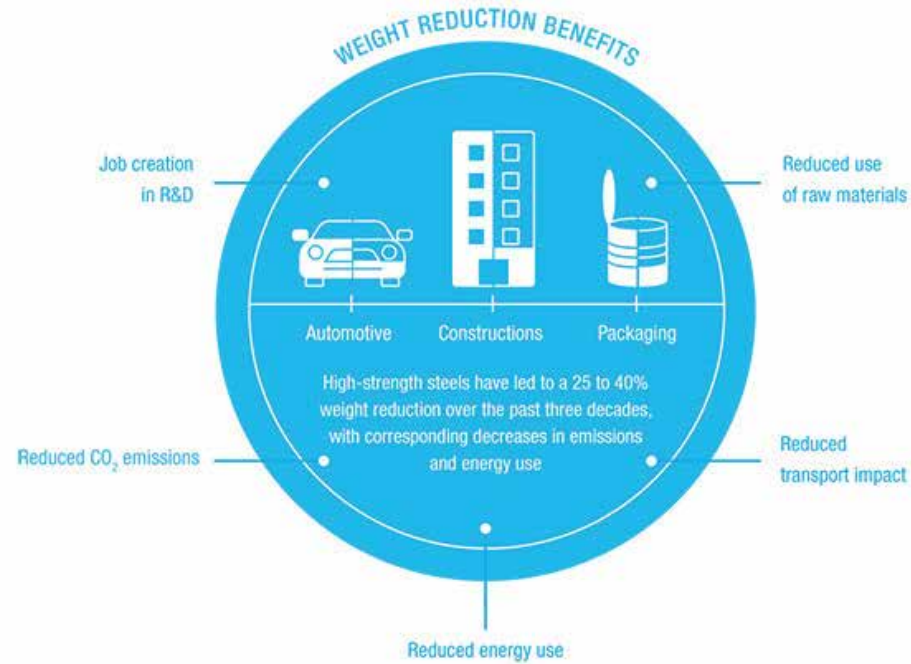 WEIGHT REDUCTION BENEFITS
Job creation
in R&D
Reduced use
of raw materials
Automotive
Constructions
Packaging
High-strength steels have led to a 25 to 40%
weight reduction over the past three decades,
with corresponding decreases in emissions
and energy use
Reduced CO₂ emissions
Reduced
transport impact
Reduced energy use